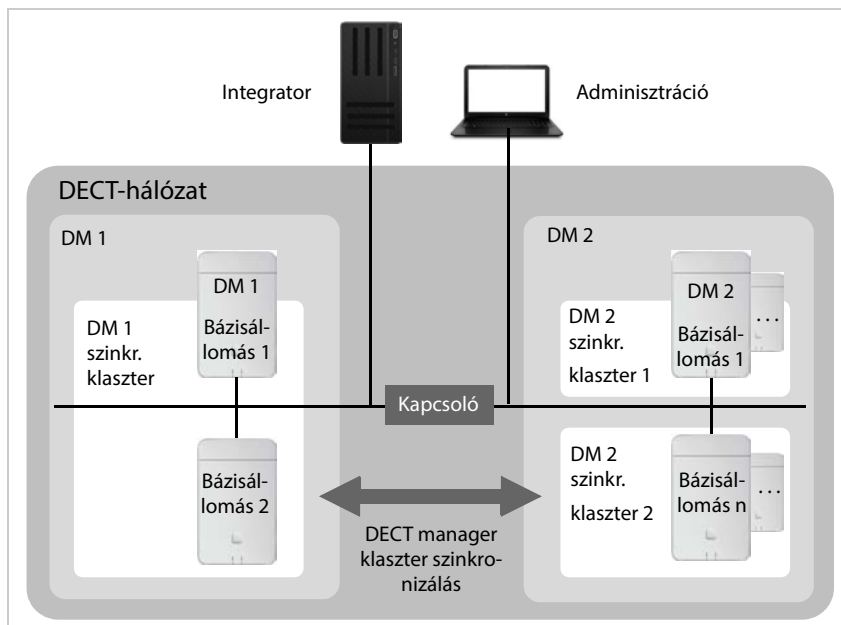 Integrator
Adminisztráció
DECT-hálózat
DM 1
DM 1
Bázisál-
lomás 1
DM 1
szinkr.
klaszter
Bázisál-
lomás 2
Kapcsoló
DECT manager
klaszter szinkro-
nizálás
DM 2
DM 2
Bázisál-
lomás 1
...
DM 2
szinkr.
klaszter 1
DM 2
szinkr.
klaszter 2
Bázisál-
lomás n
...